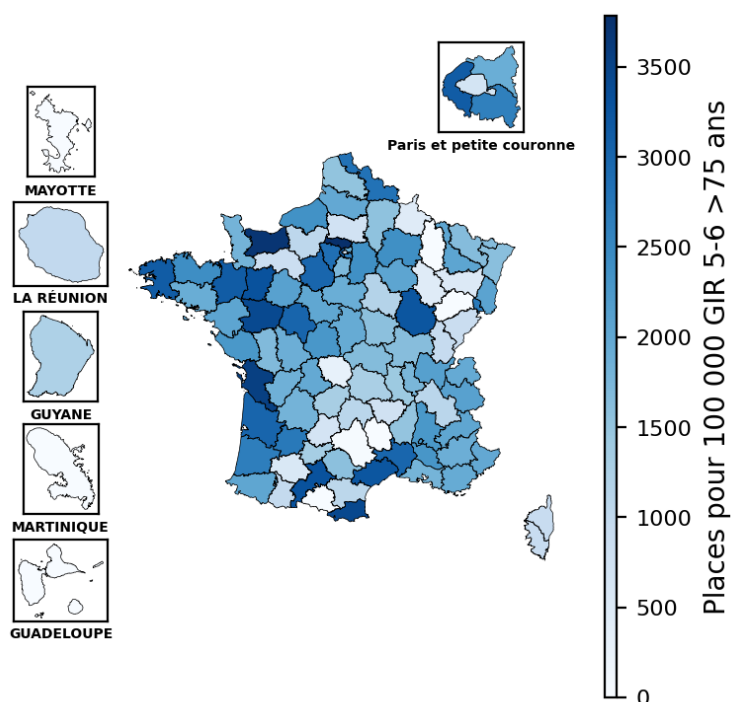 Paris et petite couronne
MAYOTTE
LA RÉUNION
GUYANE
MARTINIQUE
GUADELOUPE
3500
3000
2500
2000
1500
1000
500
0
Places pour 100 000 GIR 5-6 >75 ans